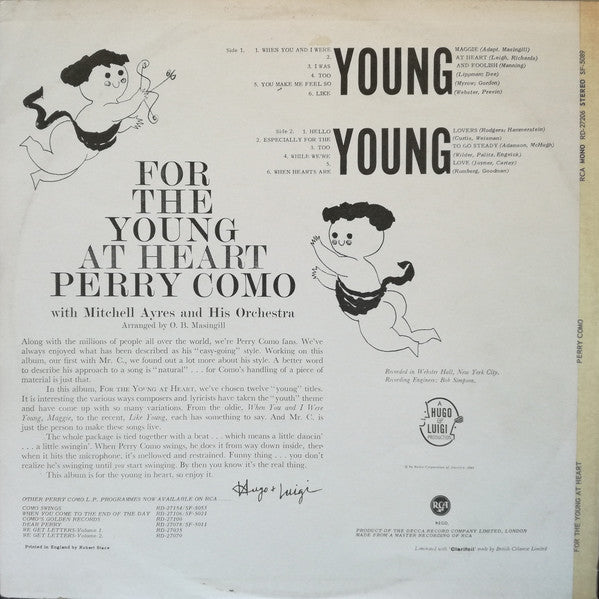 Side 1. 1. WHEN YOU AND I WERE YOUNG MAGGIE (Adapt. Masingill)
2. YOUNG AT HEART (Leigh, Richards)
3. I WAS YOUNG AND FOOLISH (Manning)
4. TOO YOUNG (Lippman; Dee)
5. YOU MAKE ME FEEL SO YOUNG (Myrow; Gordon)
6. LIKE YOUNG (Webster, Previn)
Side 2. 1. HELLO YOUNG LOVERS (Rodgers; Hammerstein)
2. ESPECIALLY FOR THE YOUNG (Curtis, Weisman)
3. TOO YOUNG TO GO STEADY (Adamson, McHugh)
4. WHILE WE'RE YOUNG (Wilder, Palitz, Engvick)
5. YOUNG LOVE (Joyner, Carter)
6. WHEN HEARTS ARE YOUNG (Romberg, Goodman)
FOR
THE
YOUNG
AT HEART
PERRY COMO
with Mitchell Ayres and His Orchestra
Arranged by O. B. Masingill
Along with the millions of people all over the world, we're Perry Como fans. We've
always enjoyed what has been described as his "easy-going" style. Working on this
album, our first with Mr. C., we found out a lot more about his style. A better word
to describe his approach to a song is "natural" . . . for Como's handling of a piece of
material is just that.
In this album, FOR THE YOUNG AT HEART, we've chosen twelve "young" titles.
It is interesting the various ways composers and lyricists have taken the "youth" theme
and have come up with so many variations. From the oldie, When You and I Were
Young, Maggie, to the recent, Like Young, each has something to say. And Mr. C. is
just the person to make these songs live.
The whole package is tied together with a beat . . . which means a little dancin'
. . . a little swingin'. When Perry Como swings, he does it from way down inside, then
when it hits the microphone, it's mellowed and restrained. Funny thing . . . you don't
realize he's swinging until you start swinging. By then you know it's the real thing.
This album is for the young in heart, so enjoy it.
Hugo & Luigi
OTHER PERRY COMO L.P. PROGRAMMES NOW AVAILABLE ON RCA
COMO SWINGS RD-27154/SF-5053
WHEN YOU COME TO THE END OF THE DAY RD-27106/SF-5021
COMO'S GOLDEN RECORDS RD-27100
DEAR PERRY RD-27078/SF-5011
WE GET LETTERS-Volume 1. RD-27035
WE GET LETTERS-Volume 2. RD-27070
Printed in England by Robert Stace
Recorded in Webster Hall, New York City.
Recording Engineer: Bob Simpson.
A
HUGO
&
LUIGI
PRODUCTION
RCA
REGD.
PRODUCT OF THE DECCA RECORD COMPANY LIMITED, LONDON
MADE FROM A MASTER RECORDING OF RCA
Laminated with 'Clarifoil' made by British Celanese Limited
RCA MONO RD-27205 STEREO SF-5089
PERRY COMO
FOR THE YOUNG AT HEART